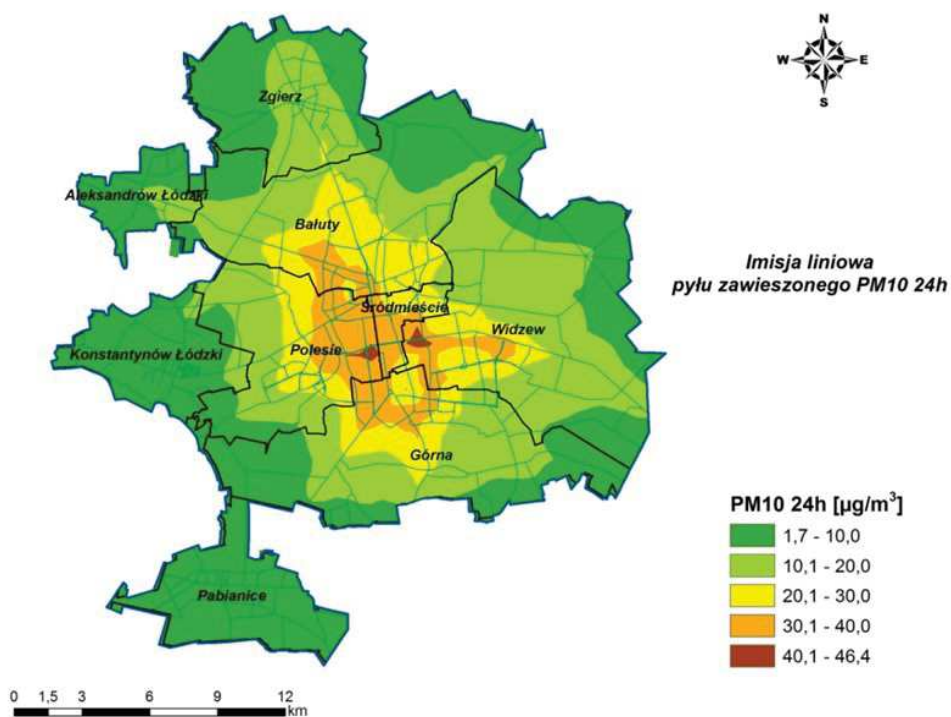 N
W E
S
Zgierz
Aleksandrów Łódzki
Bałuty
Imisja liniowa
pyłu zawieszonego PM10 24h
Śródmieście
Widzew
Polesie
Konstantynów Łódzki
Górna
PM10 24h [µg/m³]
1,7 - 10,0
10,1 - 20,0
20,1 - 30,0
30,1 - 40,0
40,1 - 46,4
Pabianice
0 1,5 3 6 9 12
km